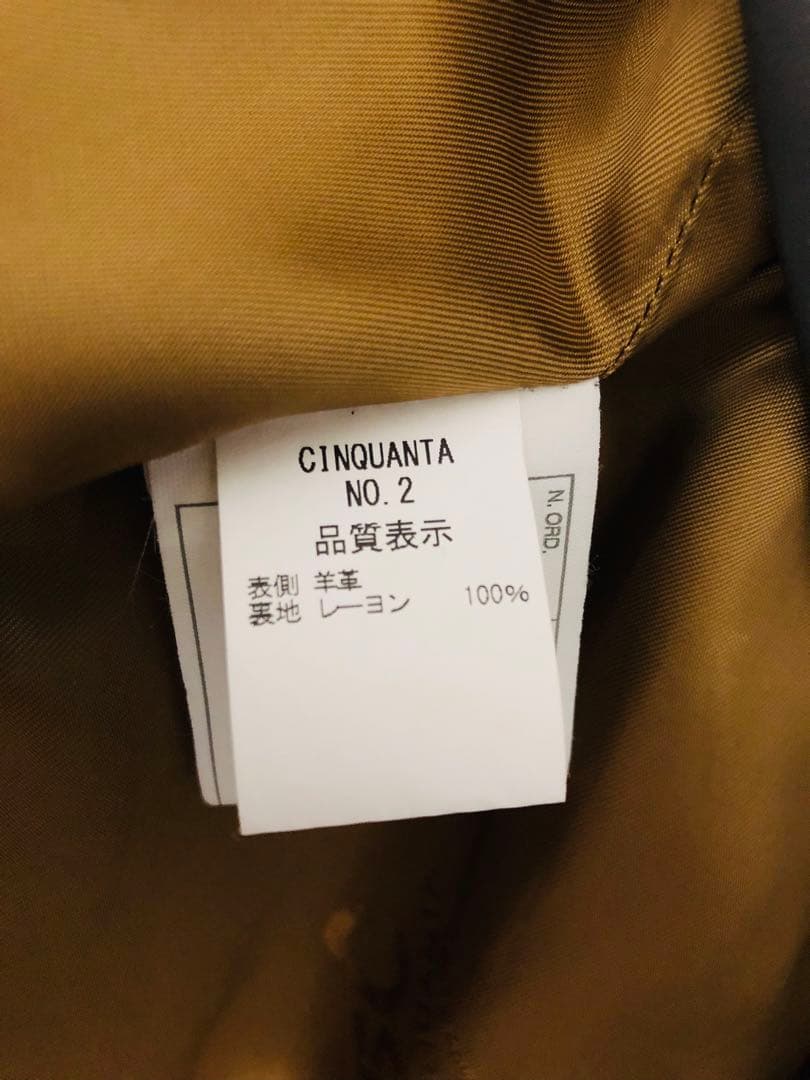 CINQUANTA
NO. 2
品質表示
表側 羊革
裏地 レーヨン 100%
N. ORD.